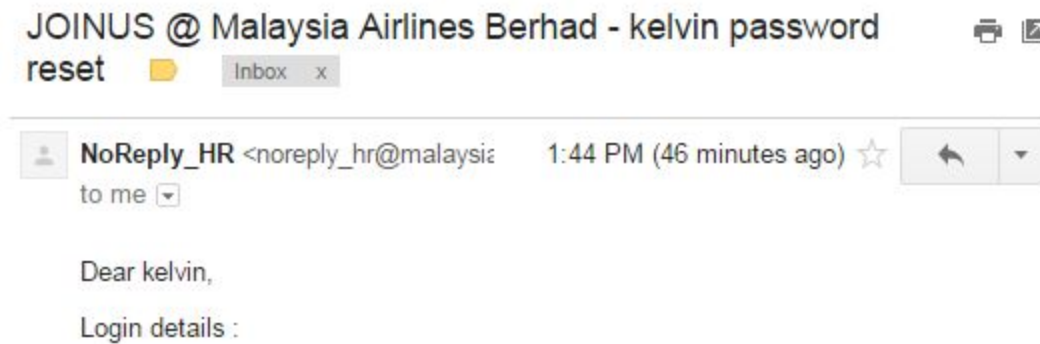 JOINUS @ Malaysia Airlines Berhad - kelvin password
reset Inbox x
NoReply_HR <noreply_hr@malaysia 1:44 PM (46 minutes ago)
to me
Dear kelvin,
Login details :